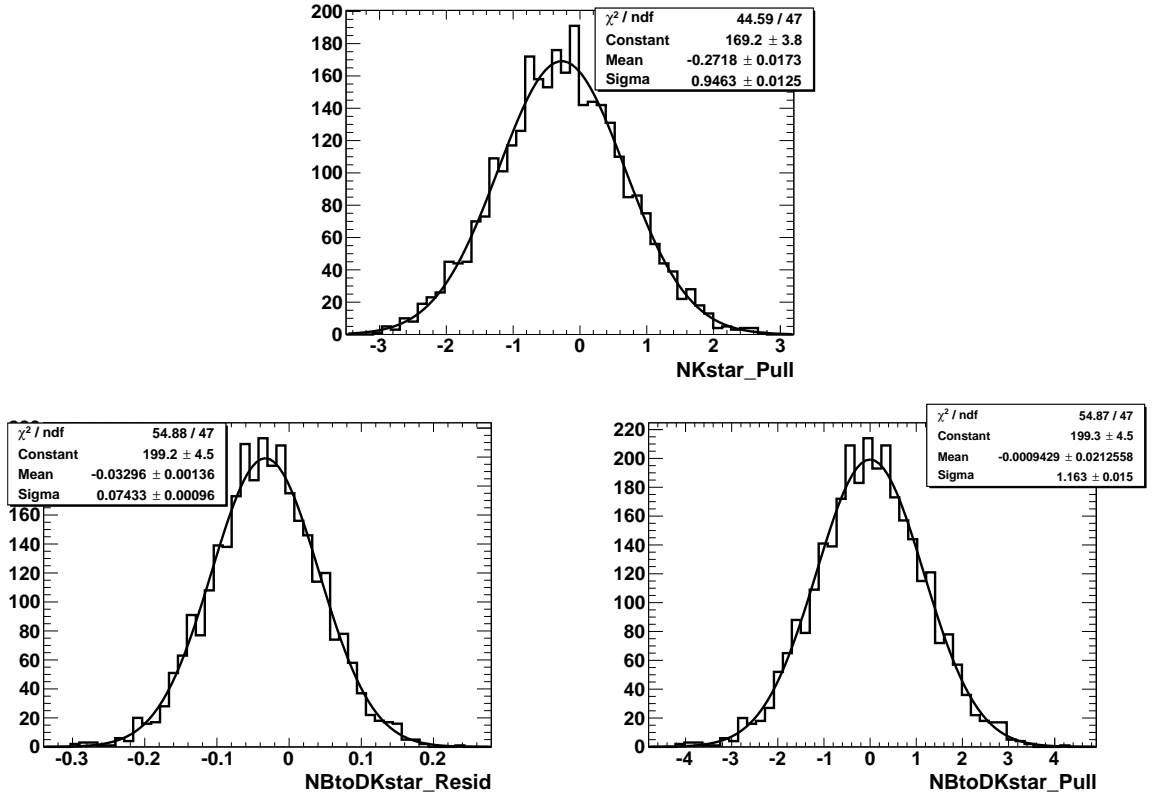 200
180
160
140
120
100
80
60
40
20
0
-3 -2 -1 0 1 2 3
NKstar_Pull
χ² / ndf 44.59 / 47
Constant 169.2 ± 3.8
Mean -0.2718 ± 0.0173
Sigma 0.9463 ± 0.0125
χ² / ndf 54.88 / 47
Constant 199.2 ± 4.5
Mean -0.03296 ± 0.00136
Sigma 0.07433 ± 0.00096
160
140
120
100
80
60
40
20
0
-0.3 -0.2 -0.1 0 0.1 0.2
NBtoDKstar_Resid
χ² / ndf 54.87 / 47
Constant 199.3 ± 4.5
Mean -0.0009429 ± 0.0212558
Sigma 1.163 ± 0.015
220
200
180
160
140
120
100
80
60
40
20
0
-4 -3 -2 -1 0 1 2 3 4
NBtoDKstar_Pull